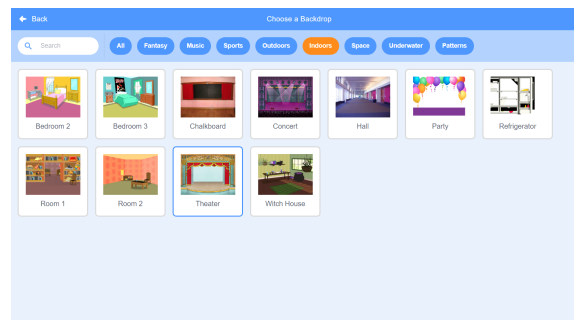 Back
Choose a Backdrop
Search
All Fantasy Music Sports Outdoors Indoors Space Underwater Patterns
Bedroom 2 Bedroom 3 Chalkboard Concert Hall Party Refrigerator
Room 1 Room 2 Theater Witch House